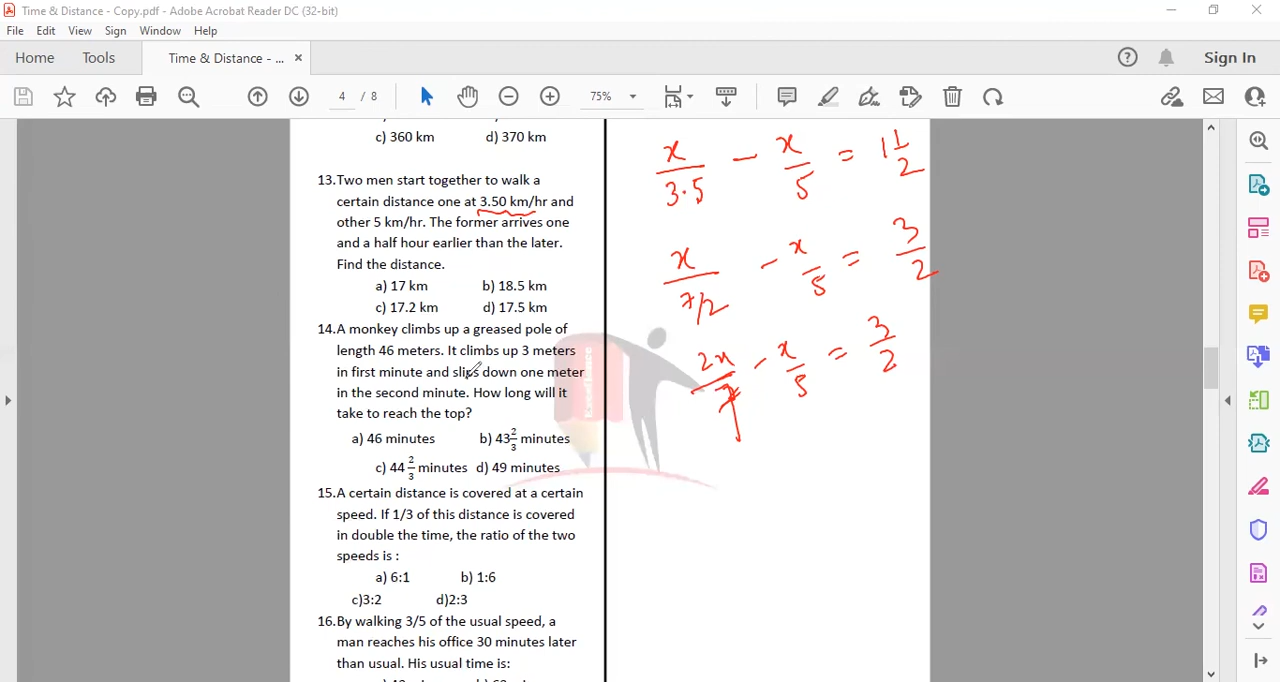 Time & Distance - Copy.pdf - Adobe Acrobat Reader DC (32-bit)
File Edit View Sign Window Help
Home Tools Time & Distance - ... × Sign In
4 / 8 75%
c) 360 km d) 370 km
13. Two men start together to walk a
certain distance one at 3.50 km/hr and
other 5 km/hr. The former arrives one
and a half hour earlier than the later.
Find the distance.
a) 17 km b) 18.5 km
c) 17.2 km d) 17.5 km
14. A monkey climbs up a greased pole of
length 46 meters. It climbs up 3 meters
in first minute and slips down one meter
in the second minute. How long will it
take to reach the top?
a) 46 minutes b) 43 2/3 minutes
c) 44 2/3 minutes d) 49 minutes
15. A certain distance is covered at a certain
speed. If 1/3 of this distance is covered
in double the time, the ratio of the two
speeds is :
a) 6:1 b) 1:6
c)3:2 d)2:3
16. By walking 3/5 of the usual speed, a
man reaches his office 30 minutes later
than usual. His usual time is:
x/3.5 - x/5 = 1 1/2
x/7/2 - x/5 = 3/2
2x/7 - x/5 = 3/2